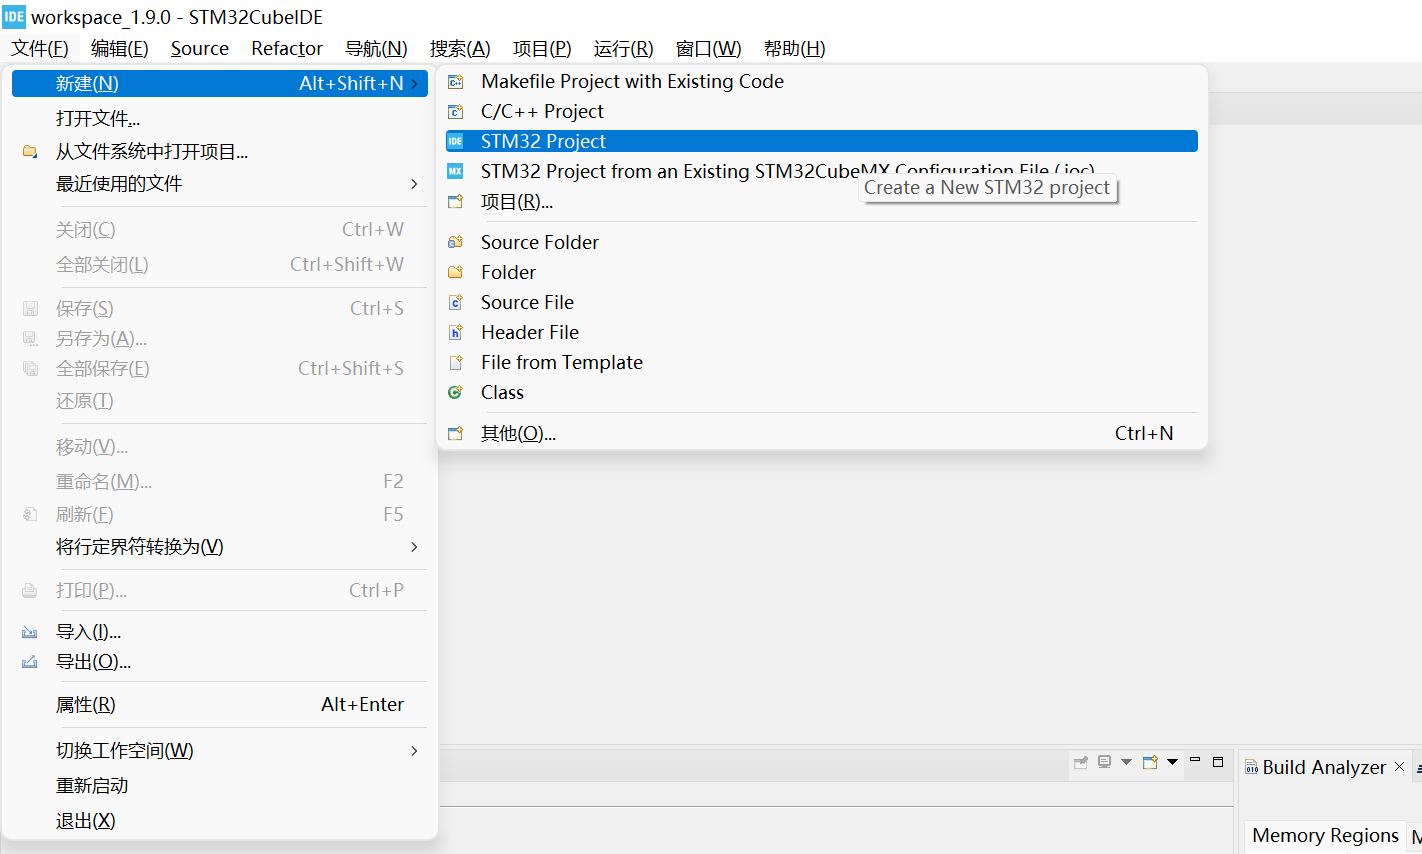 IDE workspace_1.9.0 - STM32CubeIDE
文件(F) 编辑(E) Source Refactor 导航(N) 搜索(A) 项目(P) 运行(R) 窗口(W) 帮助(H)
新建(N) Alt+Shift+N
打开文件...
从文件系统中打开项目...
最近使用的文件
关闭(C) Ctrl+W
全部关闭(L) Ctrl+Shift+W
保存(S) Ctrl+S
另存为(A)...
全部保存(E) Ctrl+Shift+S
还原(T)
移动(V)...
重命名(M)... F2
刷新(F) F5
将行定界符转换为(V)
打印(P)... Ctrl+P
导入(I)...
导出(O)...
属性(R) Alt+Enter
切换工作空间(W)
重新启动
退出(X)
Makefile Project with Existing Code
C/C++ Project
IDE STM32 Project
MX STM32 Project from an Existing STM32CubeMX Configuration File (.ioc)
Create a New STM32 project
项目(R)...
Source Folder
Folder
Source File
Header File
File from Template
Class
其他(O)... Ctrl+N
Build Analyzer
Memory Regions